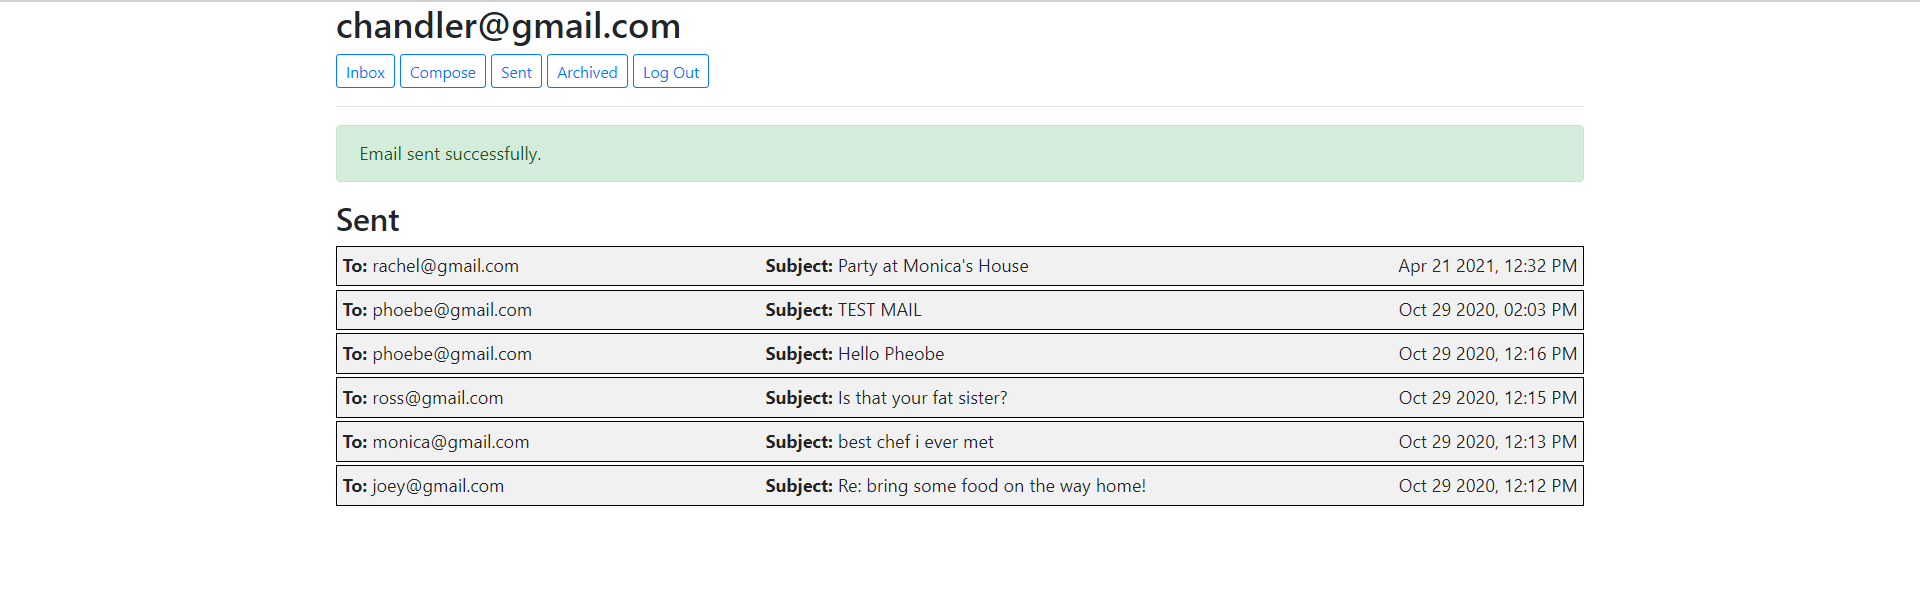 chandler@gmail.com
Inbox Compose Sent Archived Log Out
Email sent successfully.
Sent
To: rachel@gmail.com Subject: Party at Monica's House Apr 21 2021, 12:32 PM
To: phoebe@gmail.com Subject: TEST MAIL Oct 29 2020, 02:03 PM
To: phoebe@gmail.com Subject: Hello Pheobe Oct 29 2020, 12:16 PM
To: ross@gmail.com Subject: Is that your fat sister? Oct 29 2020, 12:15 PM
To: monica@gmail.com Subject: best chef i ever met Oct 29 2020, 12:13 PM
To: joey@gmail.com Subject: Re: bring some food on the way home! Oct 29 2020, 12:12 PM